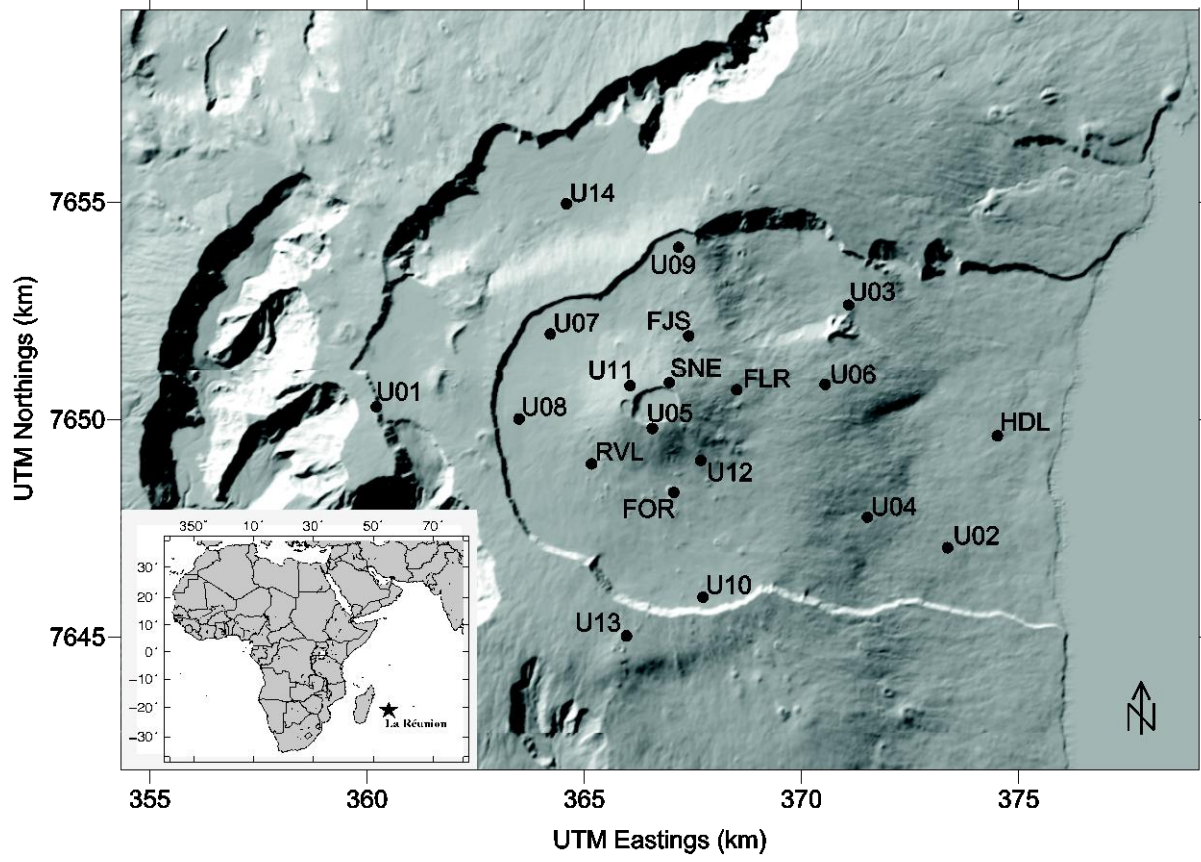 7655
7650
7645
UTM Northings (km)
U14
U09
U03
U07
FJS
U11
SNE
FLR
U06
U01
U08
U05
HDL
RVL
U12
FOR
U04
U02
U10
U13
N
350° 10° 30° 50° 70°
30°
20°
10°
0°
-10°
-20°
-30°
La Réunion
355 360 365 370 375
UTM Eastings (km)